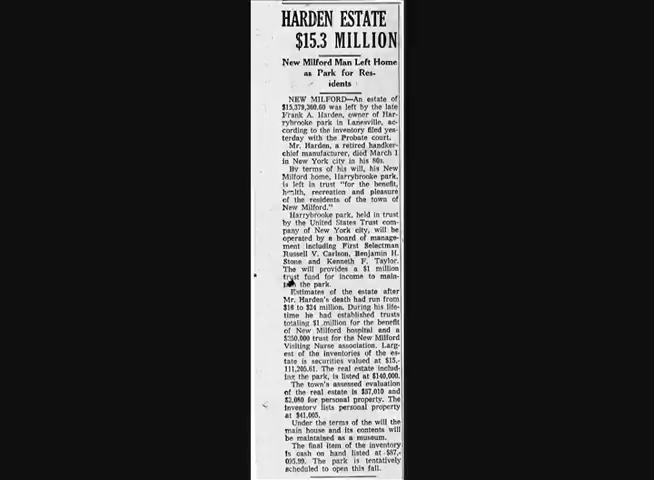 HARDEN ESTATE
$15.3 MILLION
New Milford Man Left Home
as Park for Res-
idents
NEW MILFORD—An estate of
$15,379,360.60 was left by the late
Frank A. Harden, owner of Har-
rybrooke park in Lanesville, ac-
cording to the inventory filed yes-
terday with the Probate court.
Mr. Harden, a retired handker-
chief manufacturer, died March 1
in New York city in his 80s.
By terms of his will, his New
Milford home, Harrybrooke park,
is left in trust "for the benefit,
health, recreation and pleasure
of the residents of the town of
New Milford."
Harrybrooke park, held in trust
by the United States Trust com-
pany of New York city, will be
operated by a board of manage-
ment including First Selectman
Russell V. Carlson, Benjamin H.
Stone and Kenneth F. Taylor.
The will provides a $1 million
trust fund for income to main-
the park.
Estimates of the estate after
Mr. Harden's death had run from
$16 to $24 million. During his life-
time he had established trusts
totaling $1 million for the benefit
of New Milford hospital and a
trust for the New Milford
Visiting Nurse association. Larg-
est of the inventories of the es-
tate is securities valued at $15,-
111,205.61. The real estate includ-
ing the park, is listed at $140,000.
The town's assessed evaluation
of the real estate is $87,010 and
for personal property. The
inventory lists personal property
at
Under the terms of the will the
main house and its contents will
be maintained as a museum.
The final item of the inventory
is cash on hand listed at $87,-
095.99. The park is tentatively
scheduled to open this fall.